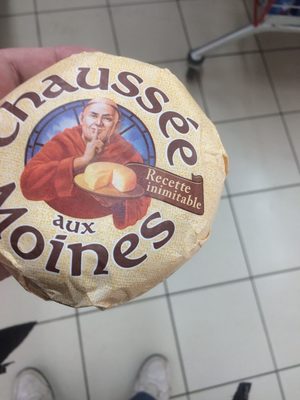 Chaussée
Recette
inimitable
aux
Moines